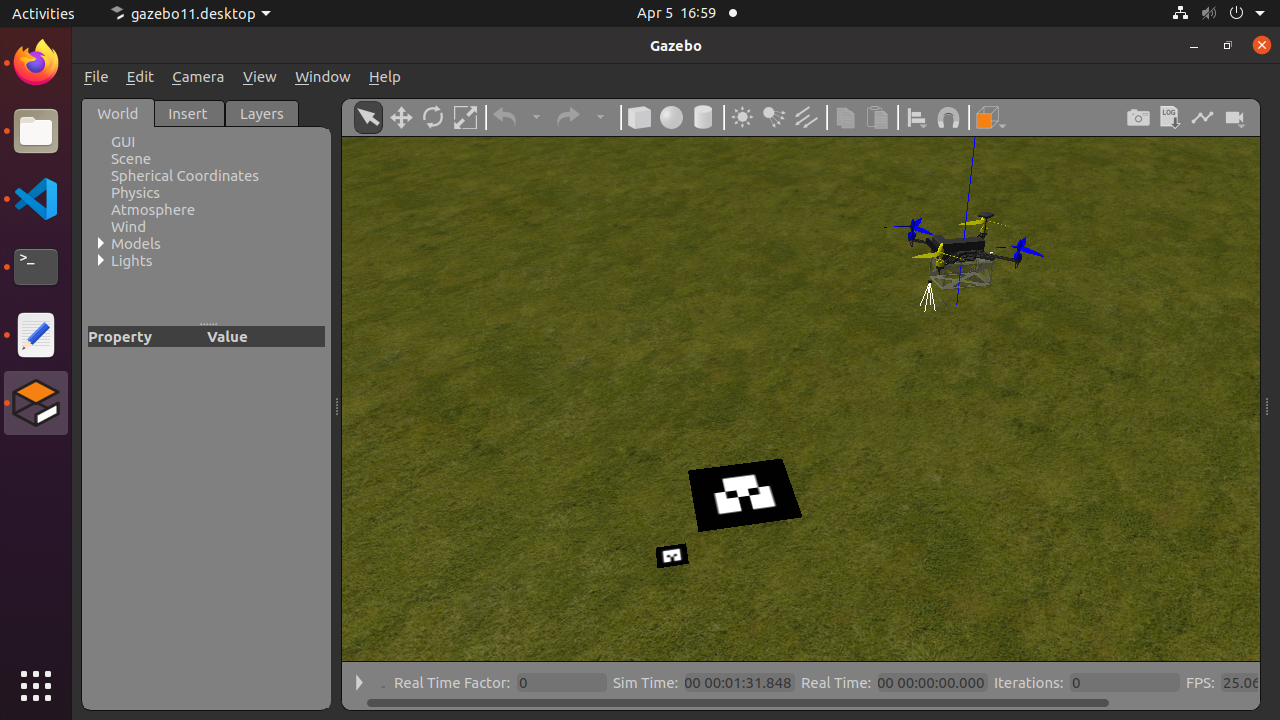 Activities gazebo11.desktop Apr 5 16:59
Gazebo
File Edit Camera View Window Help
World Insert Layers
LOG
GUI
Scene
Spherical Coordinates
Physics
Atmosphere
Wind
Models
Lights
Property Value
Real Time Factor: 0 Sim Time: 00 00:01:31.848 Real Time: 00 00:00:00.000 Iterations: 0 FPS: 25.06